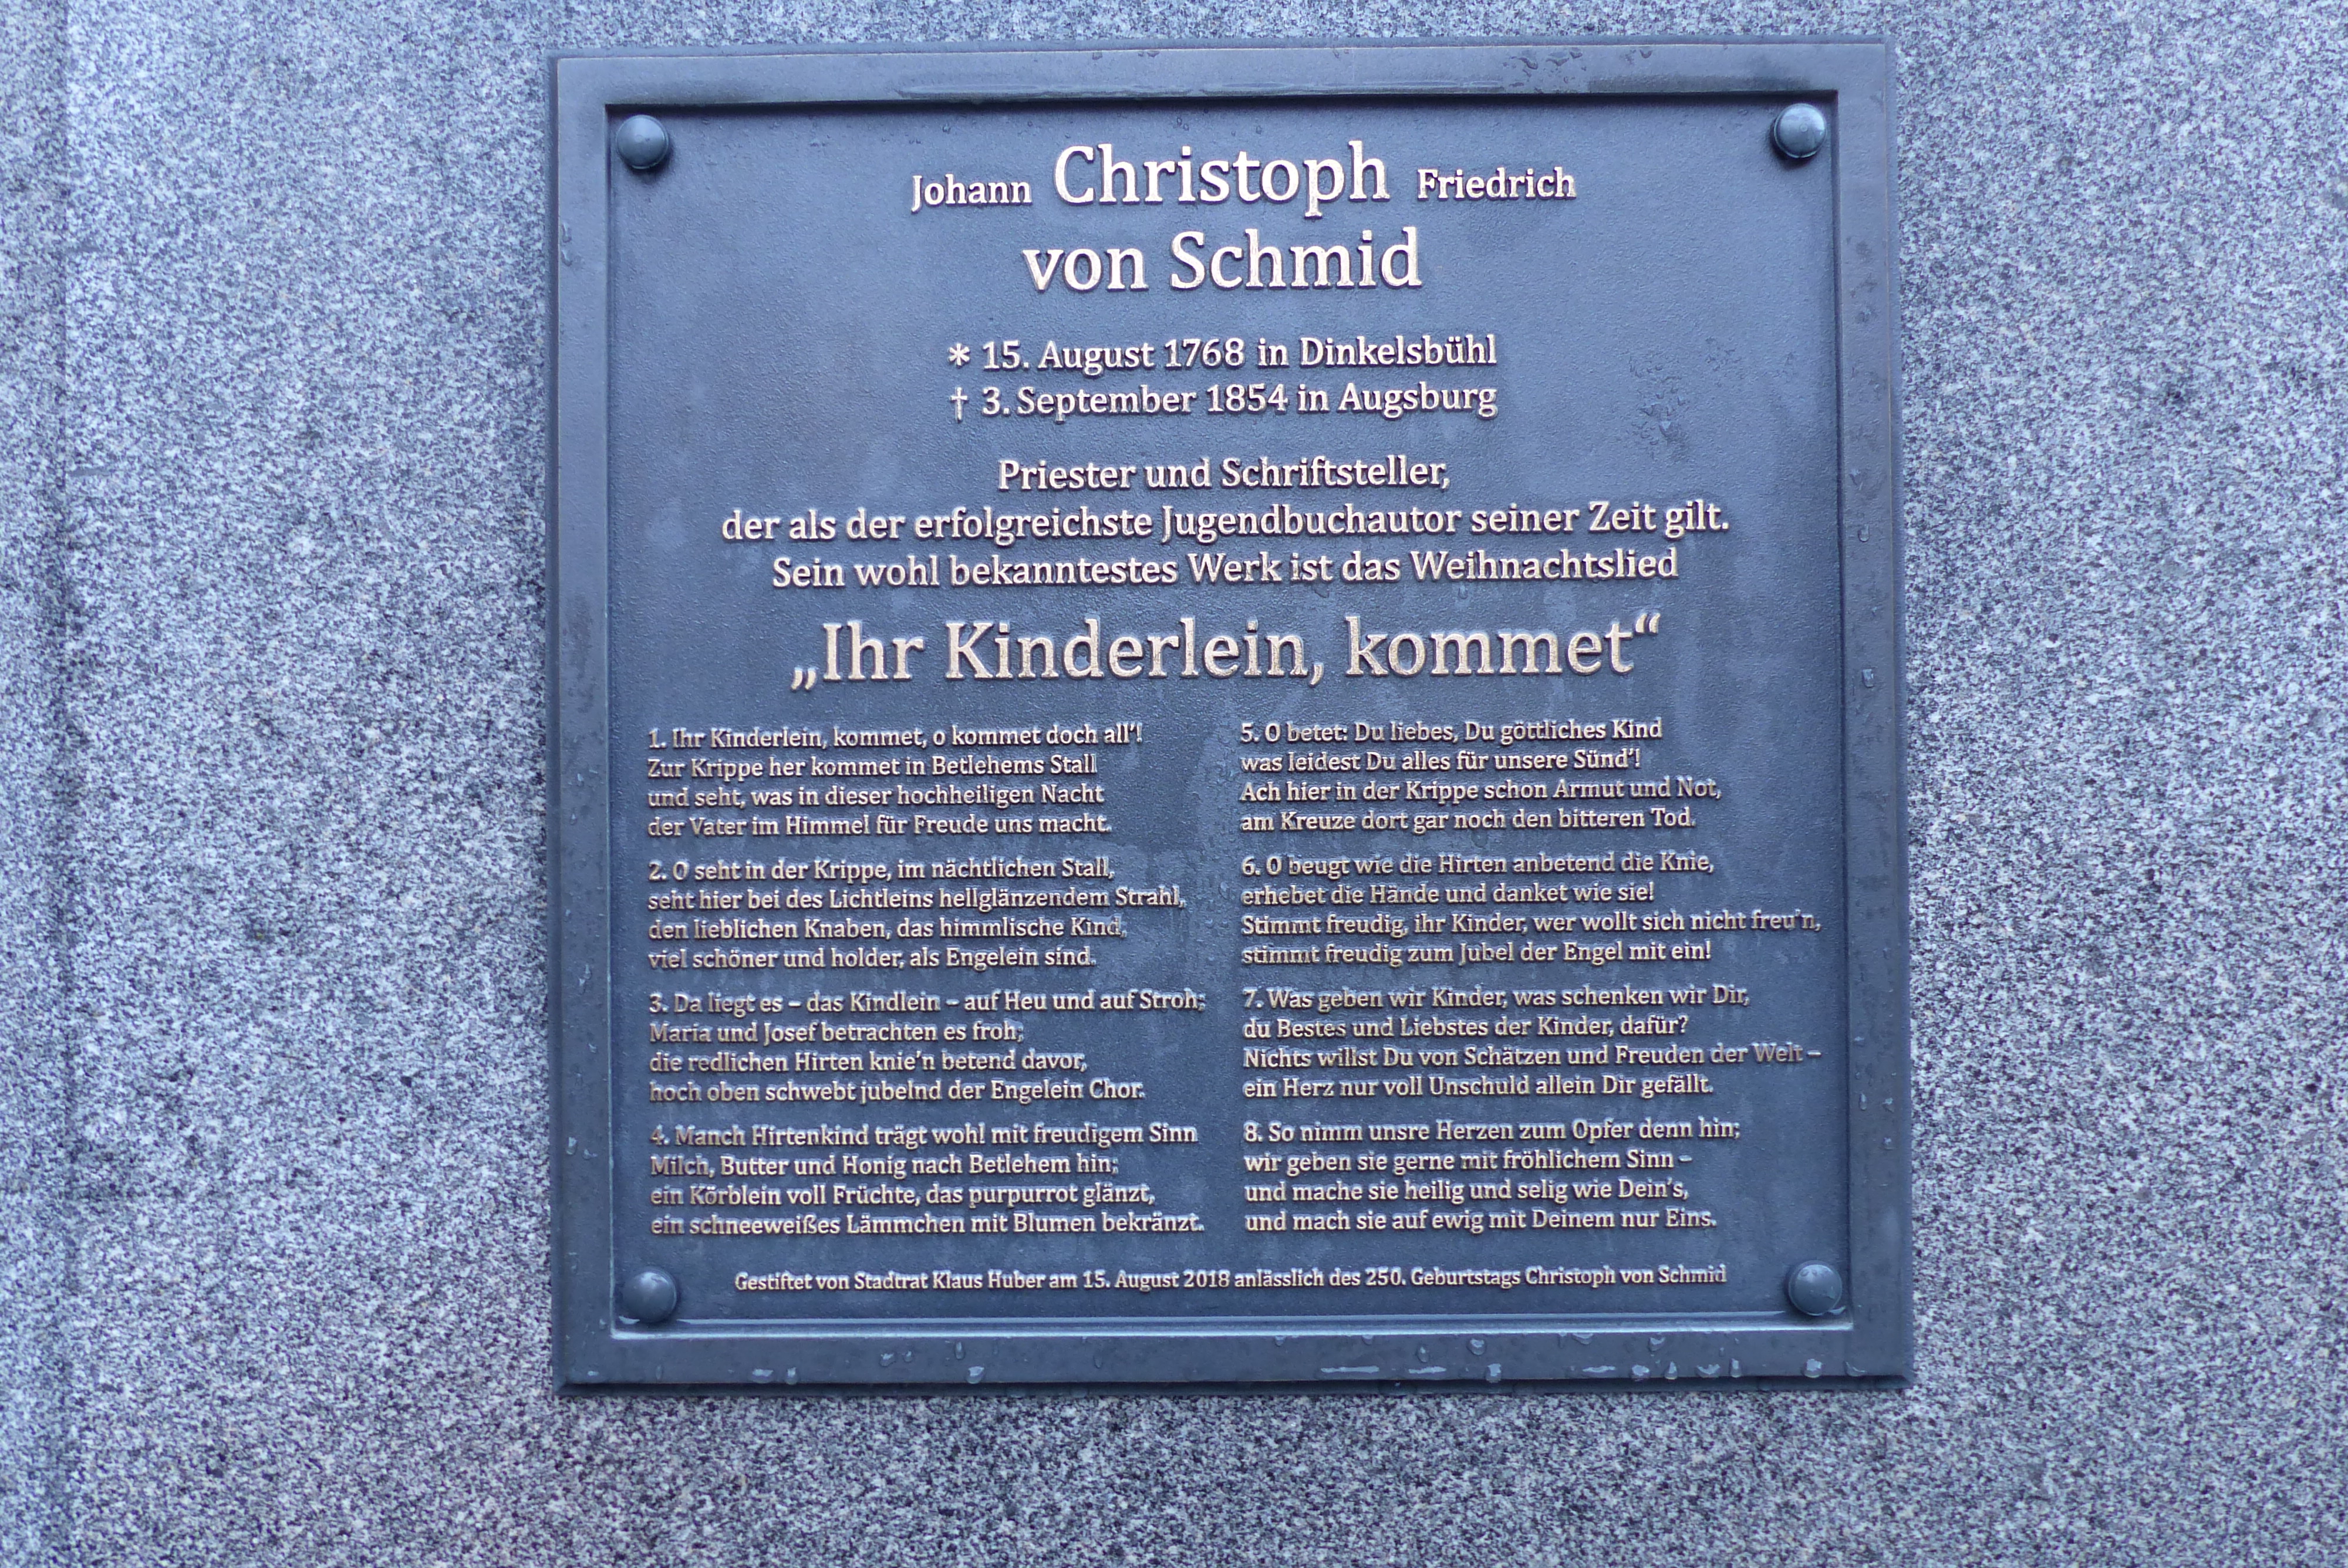 Johann Christoph Friedrich
von Schmid
* 15. August 1768 in Dinkelsbühl
† 3. September 1854 in Augsburg
Priester und Schriftsteller,
der als der erfolgreichste Jugendbuchautor seiner Zeit gilt.
Sein wohl bekanntestes Werk ist das Weihnachtslied
„Ihr Kinderlein, kommet“
1. Ihr Kinderlein, kommet, o kommet doch all’!
Zur Krippe her kommet in Betlehems Stall
und seht, was in dieser hochheiligen Nacht
der Vater im Himmel für Freude uns macht.
2. O seht in der Krippe, im nächtlichen Stall,
seht hier bei des Lichtleins hellglänzendem Strahl,
den lieblichen Knaben, das himmlische Kind,
viel schöner und holder, als Engelein sind.
3. Da liegt es – das Kindlein – auf Heu und auf Stroh;
Maria und Josef betrachten es froh;
die redlichen Hirten knie’n betend davor,
hoch oben schwebt jubelnd der Engelein Chor.
4. Manch Hirtenkind trägt wohl mit freudigem Sinn
Milch, Butter und Honig nach Betlehem hin;
ein Körblein voll Früchte, das purpurrot glänzt,
ein schneeweißes Lämmchen mit Blumen bekränzt.
5. O betet: Du liebes, Du göttliches Kind
was leidest Du alles für unsere Sünd’!
Ach hier in der Krippe schon Armut und Not,
am Kreuze dort gar noch den bitteren Tod.
6. O beugt wie die Hirten anbetend die Knie,
erhebet die Hände und danket wie sie!
Stimmt freudig, ihr Kinder, wer wollt sich nicht freu’n,
stimmt freudig zum Jubel der Engel mit ein!
7. Was geben wir Kinder, was schenken wir Dir,
du Bestes und Liebstes der Kinder, dafür?
Nichts willst Du von Schätzen und Freuden der Welt –
ein Herz nur voll Unschuld allein Dir gefällt.
8. So nimm unsre Herzen zum Opfer denn hin;
wir geben sie gerne mit fröhlichem Sinn –
und mache sie heilig und selig wie Dein’s,
und mach sie auf ewig mit Deinem nur Eins.
Gestiftet von Stadtrat Klaus Huber am 15. August 2018 anlässlich des 250. Geburtstags Christoph von Schmid